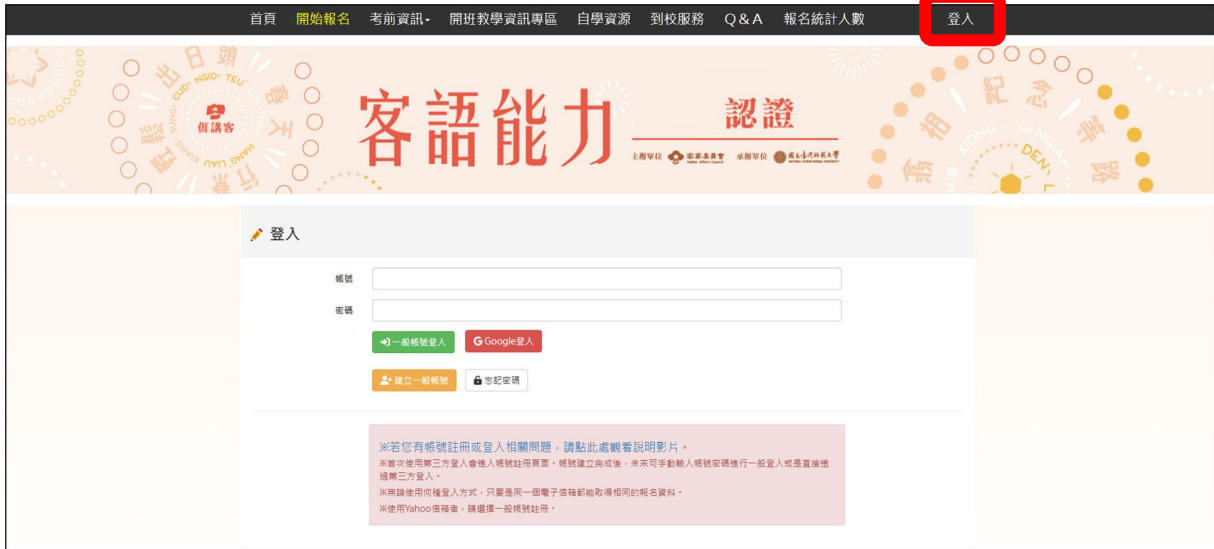 首頁 開始報名 考前資訊 開班教學資訊專區 自學資源 到校服務 Q&A 報名統計人數 登入
𠊎講客
客語能力 認證
主辦單位 客家委員會 承辦單位 國立臺灣師範大學
登入
帳號
密碼
一般帳號登入 Google登入
建立一般帳號 忘記密碼
※若您有帳號註冊或登入相關問題,請點此處觀看說明影片。
※首次使用第三方登入會進入帳號註冊頁面。帳號建立完成後,未來可手動輸入帳號密碼進行一般登入或是直接透
過第三方登入。
※無論使用何種登入方式,只要是同一個電子信箱都能取得相同的報名資料。
※使用Yahoo信箱者,請選擇一般帳號註冊。